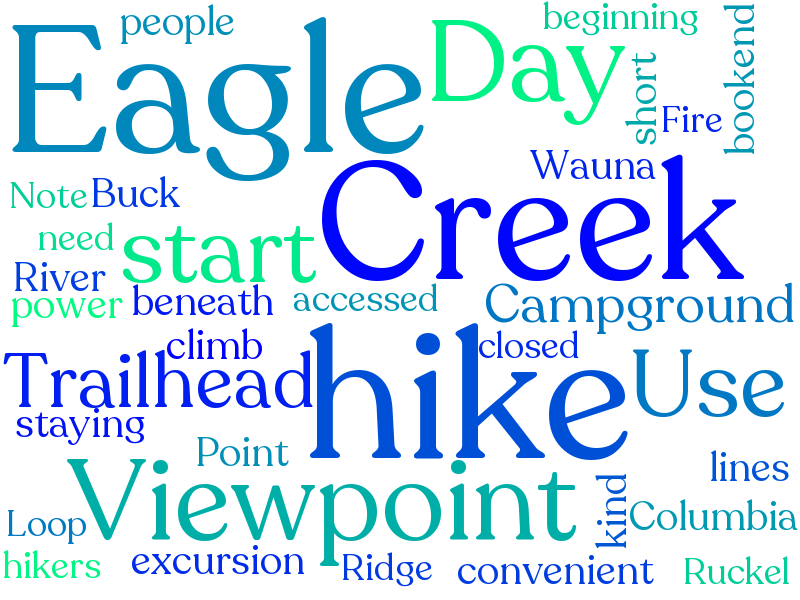 people
beginning
bookend
Eagle
Day
short
Fire
Wauna
Note
Buck
Creek
need
start
River
power
beneath
accessed
Campground
climb
closed
Trailhead
hike
Use
staying
Point
Viewpoint
lines
kind
Loop
Columbia
hikers
excursion
Ridge
convenient
Ruckel